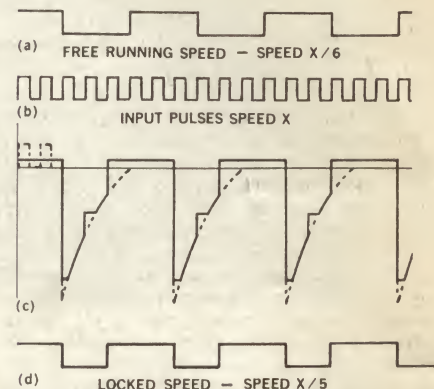 (a) FREE RUNNING SPEED — SPEED X/6
(b) INPUT PULSES SPEED X
(c)
(d) LOCKED SPEED — SPEED X/5